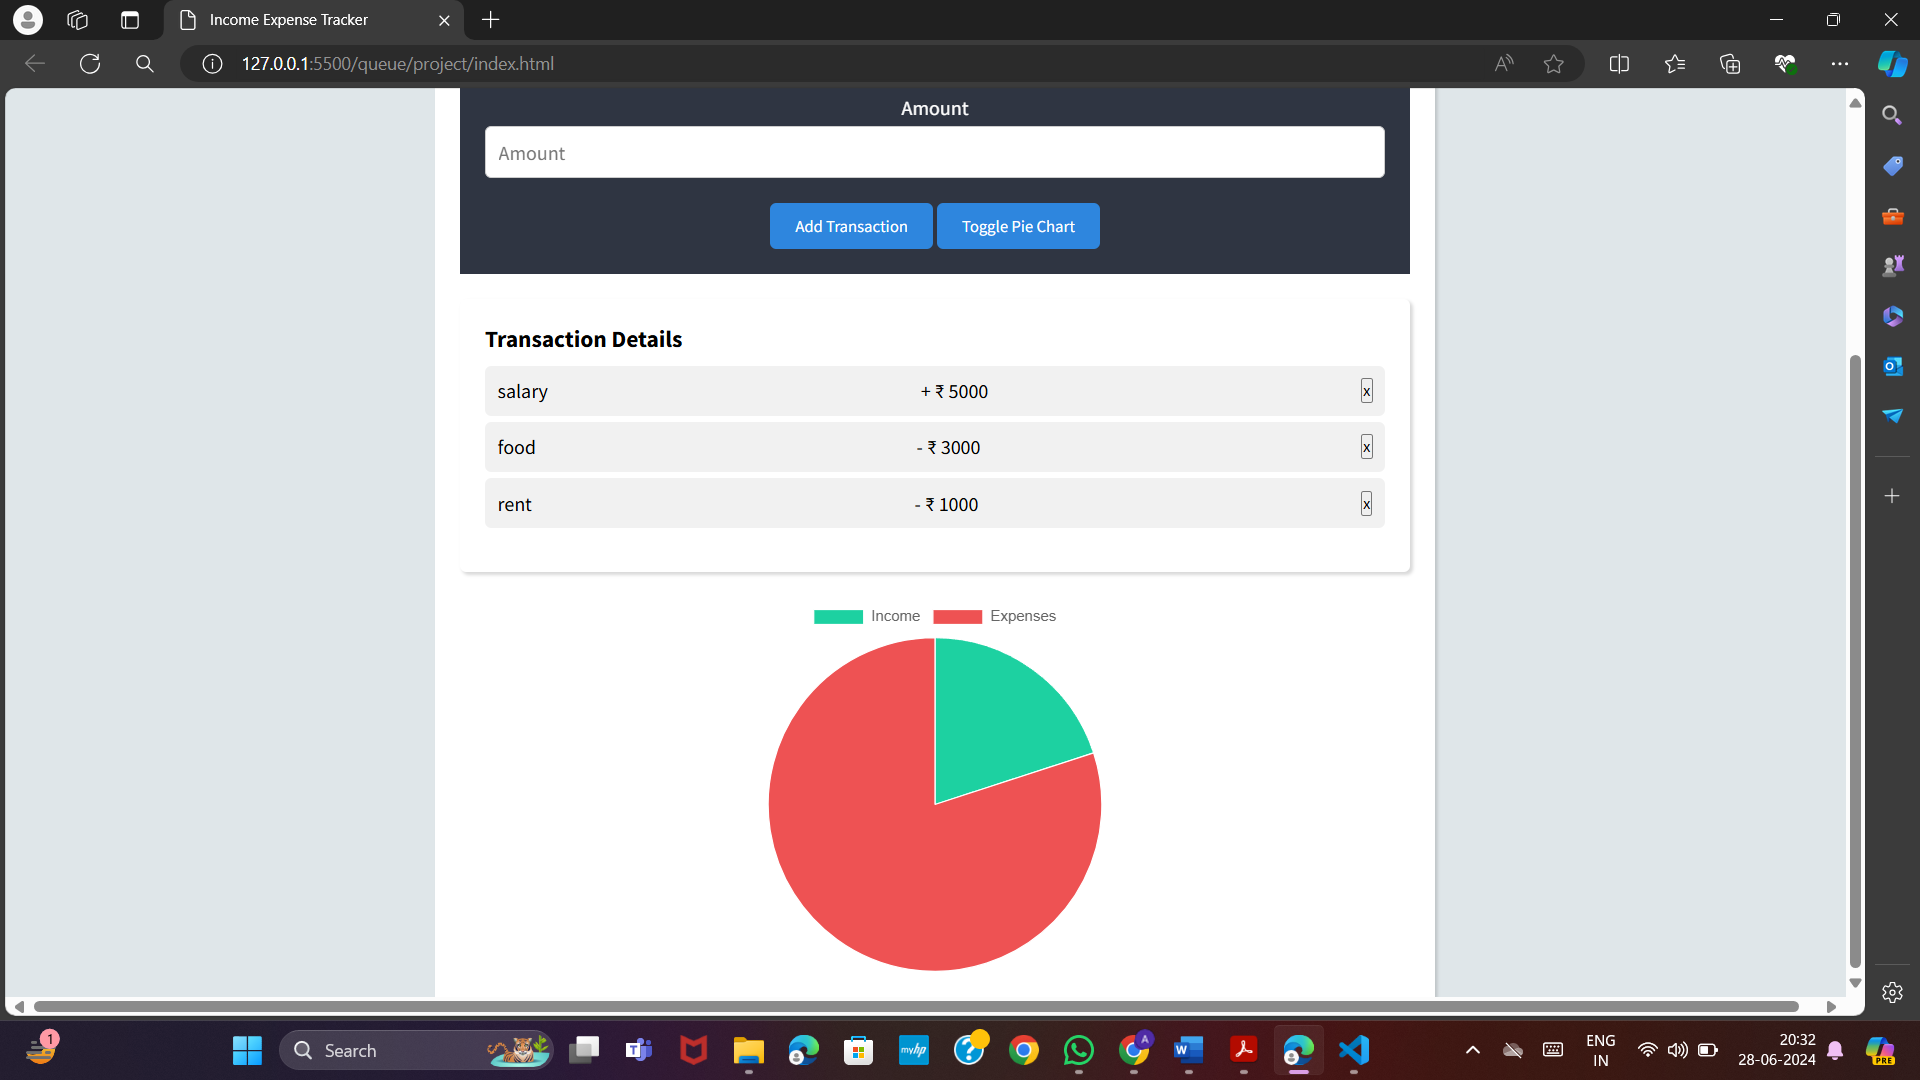 Income Expense Tracker
127.0.0.1:5500/queue/project/index.html
Amount
Amount
Add Transaction Toggle Pie Chart
Transaction Details
salary + ₹ 5000 x
food - ₹ 3000 x
rent - ₹ 1000 x
Income Expenses
1 Search myhp A W ENG IN 20:32 28-06-2024 PRE